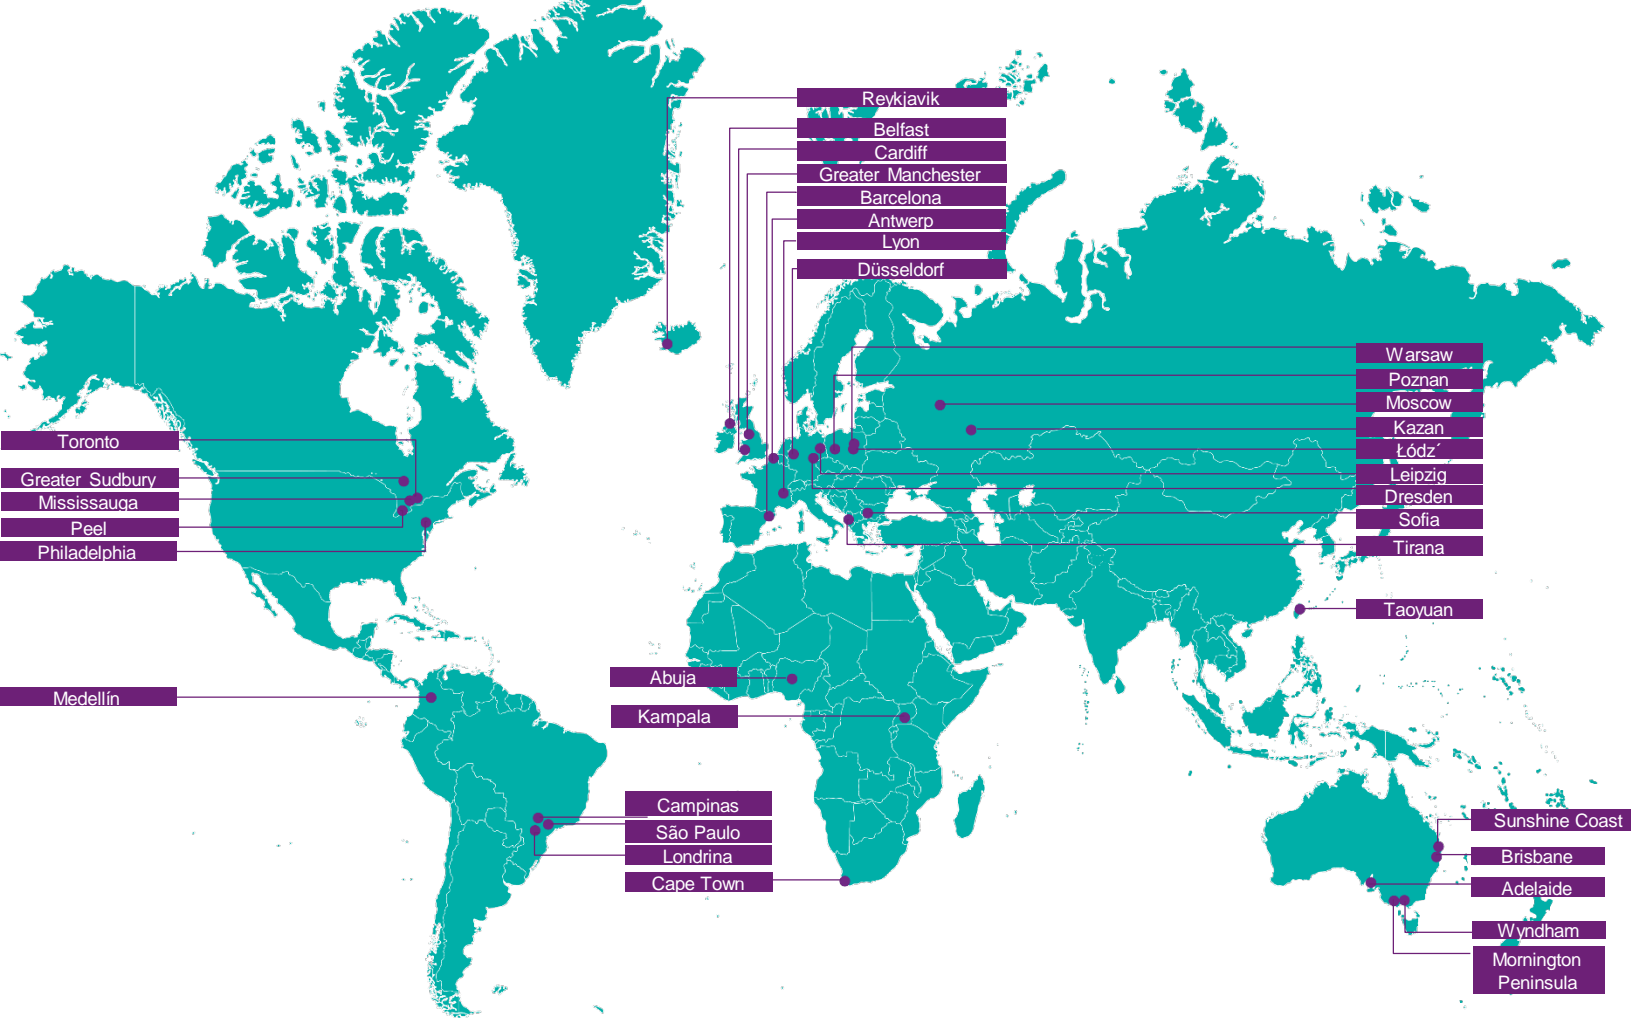 Reykjavik
Belfast
Cardiff
Greater Manchester
Barcelona
Antwerp
Lyon
Düsseldorf
Warsaw
Poznan
Moscow
Kazan
Łódz´
Leipzig
Dresden
Sofia
Tirana
Taoyuan
Toronto
Greater Sudbury
Mississauga
Peel
Philadelphia
Medellín
Abuja
Kampala
Campinas
São Paulo
Londrina
Cape Town
Sunshine Coast
Brisbane
Adelaide
Wyndham
Mornington
Peninsula